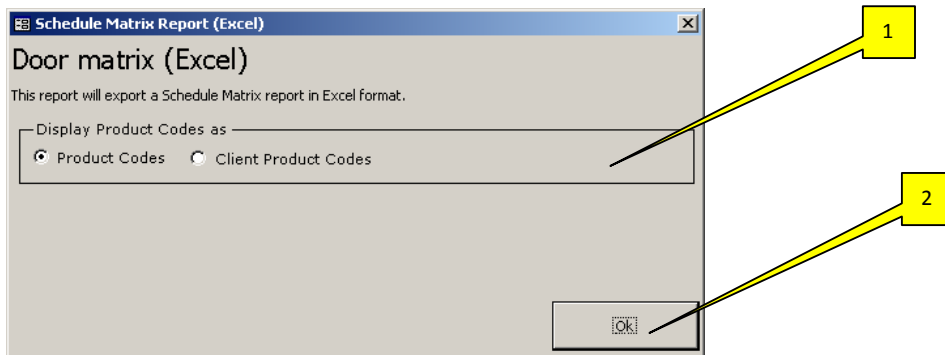 Schedule Matrix Report (Excel)
1
Door matrix (Excel)
This report will export a Schedule Matrix report in Excel format.
Display Product Codes as
Product Codes Client Product Codes
2
Ok